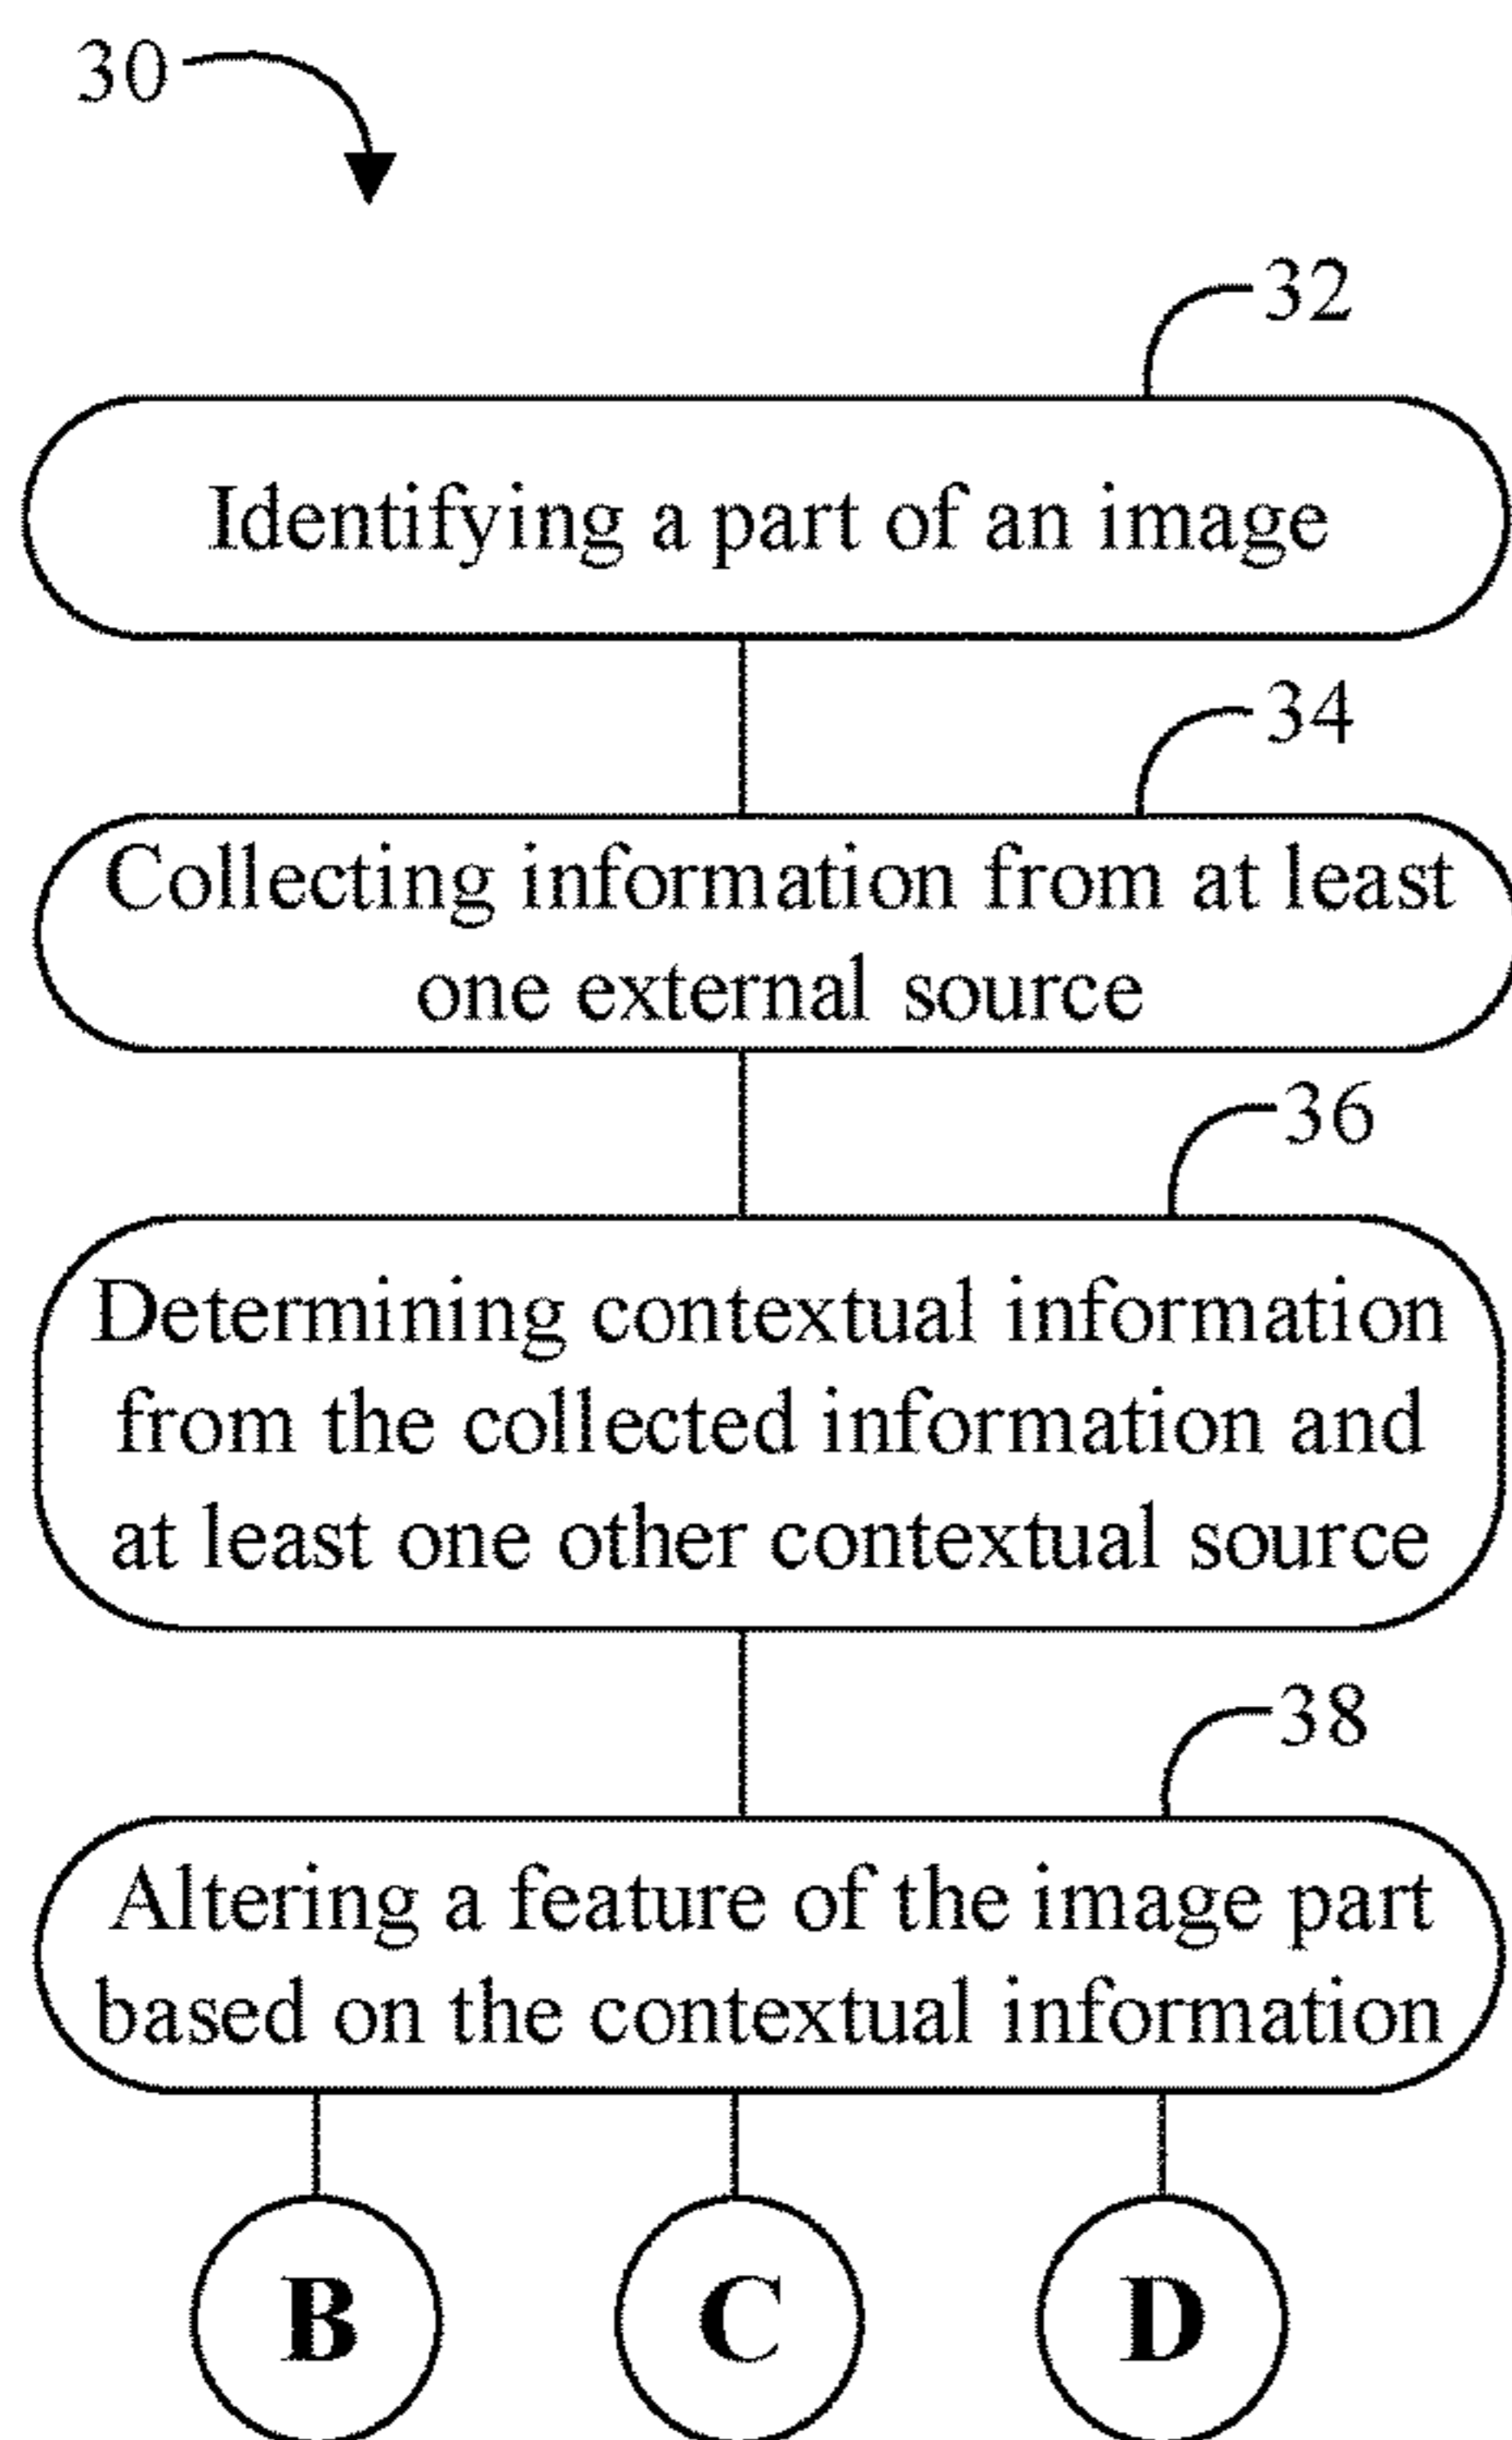 30
32
Identifying a part of an image
34
Collecting information from at least
one external source
36
Determining contextual information
from the collected information and
at least one other contextual source
38
Altering a feature of the image part
based on the contextual information
B C D